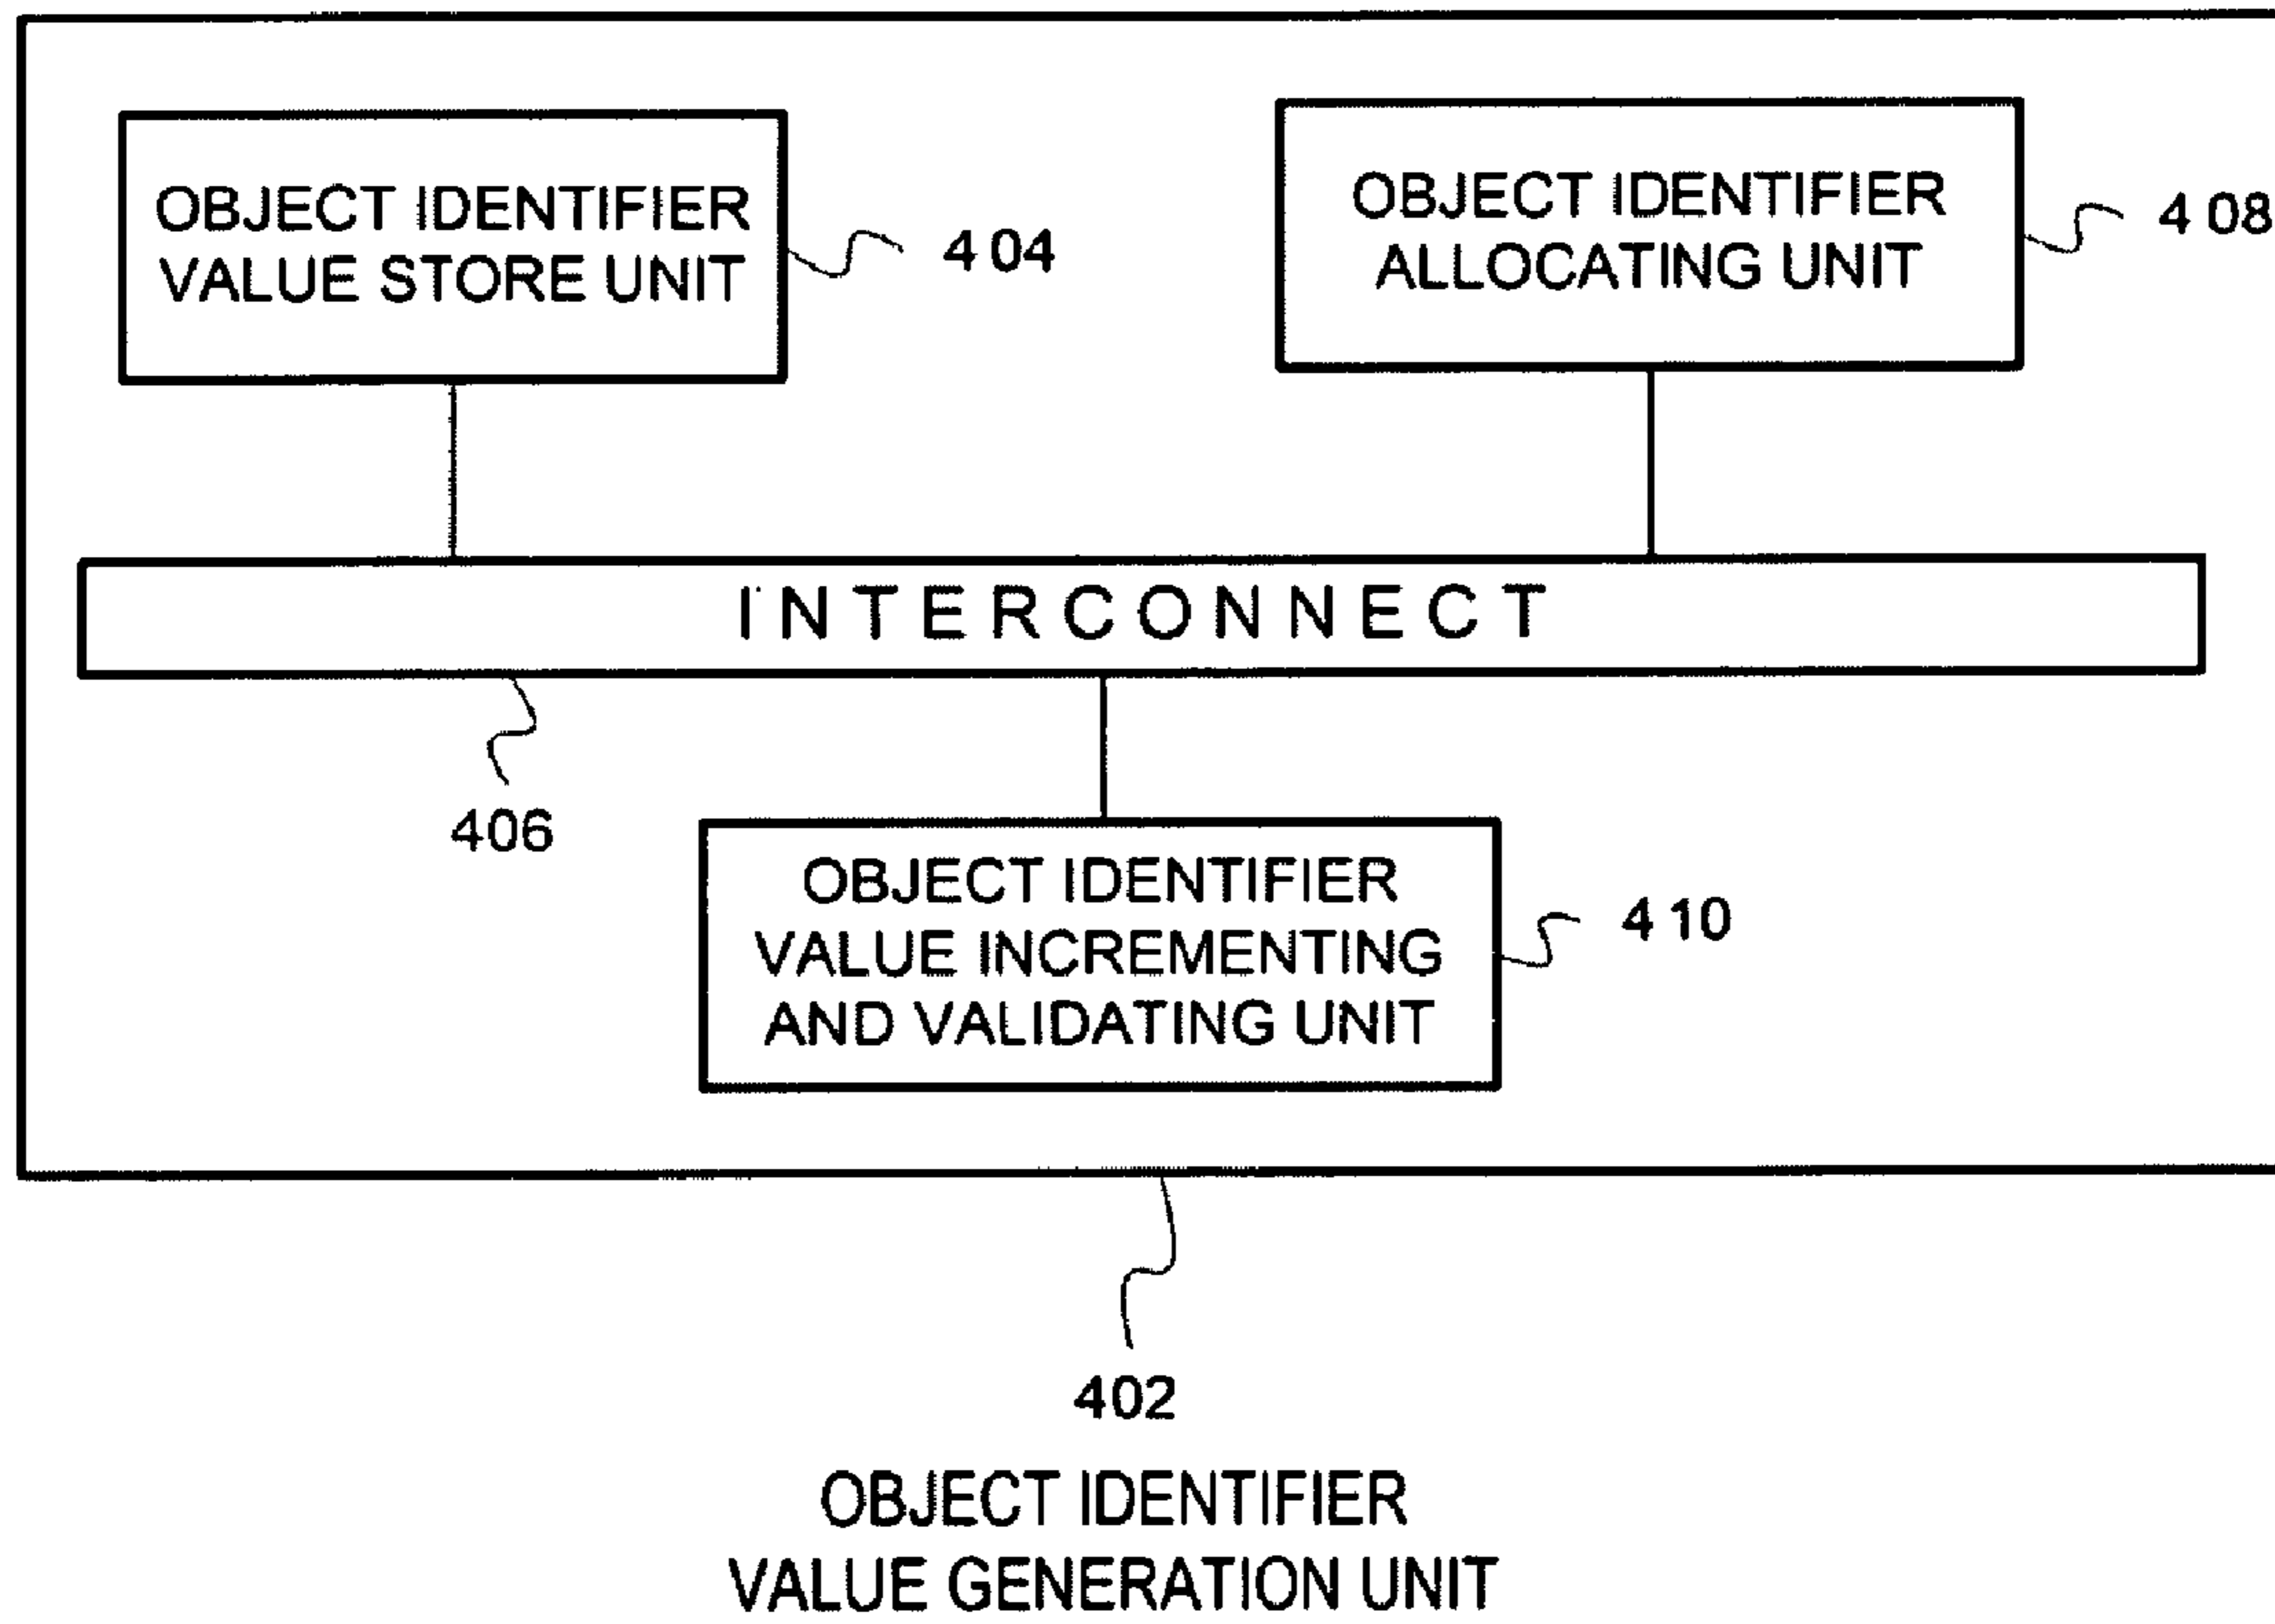 OBJECT IDENTIFIER
VALUE STORE UNIT
404
OBJECT IDENTIFIER
ALLOCATING UNIT
408
INTERCONNECT
406
OBJECT IDENTIFIER
VALUE INCREMENTING
AND VALIDATING UNIT
410
402
OBJECT IDENTIFIER
VALUE GENERATION UNIT